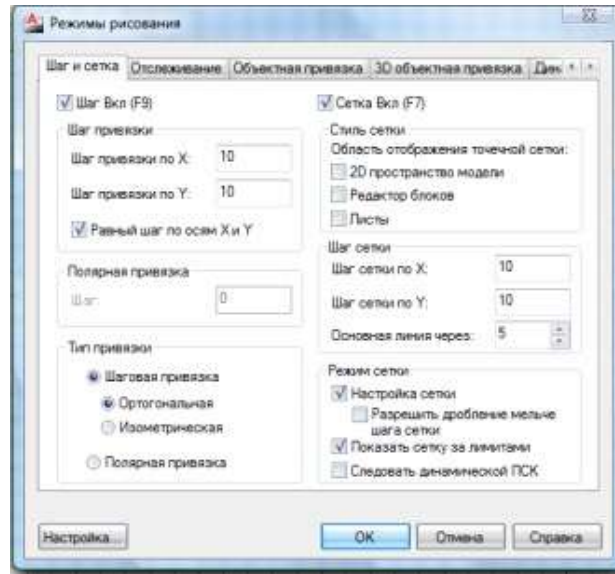 Режимы рисования
Шаг и сетка
Отслеживание
Объектная привязка
3D объектная привязка
Дин
Шаг Вкл (F9)
Шаг привязки
Шаг привязки по X: 10
Шаг привязки по Y: 10
Равный шаг по осям X и Y
Полярная привязка
Шаг: 0
Тип привязки
Шаговая привязка
Ортогональная
Изометрическая
Полярная привязка
Сетка Вкл (F7)
Стиль сетки
Область отображения точечной сетки:
2D пространство модели
Редактор блоков
Листы
Шаг сетки
Шаг сетки по X: 10
Шаг сетки по Y: 10
Основная линия через: 5
Режим сетки
Настройка сетки
Разрешить дробление мельче
шага сетки
Показать сетку за лимитами
Следовать динамической ПСК
Настройка...
OK
Отмена
Справка